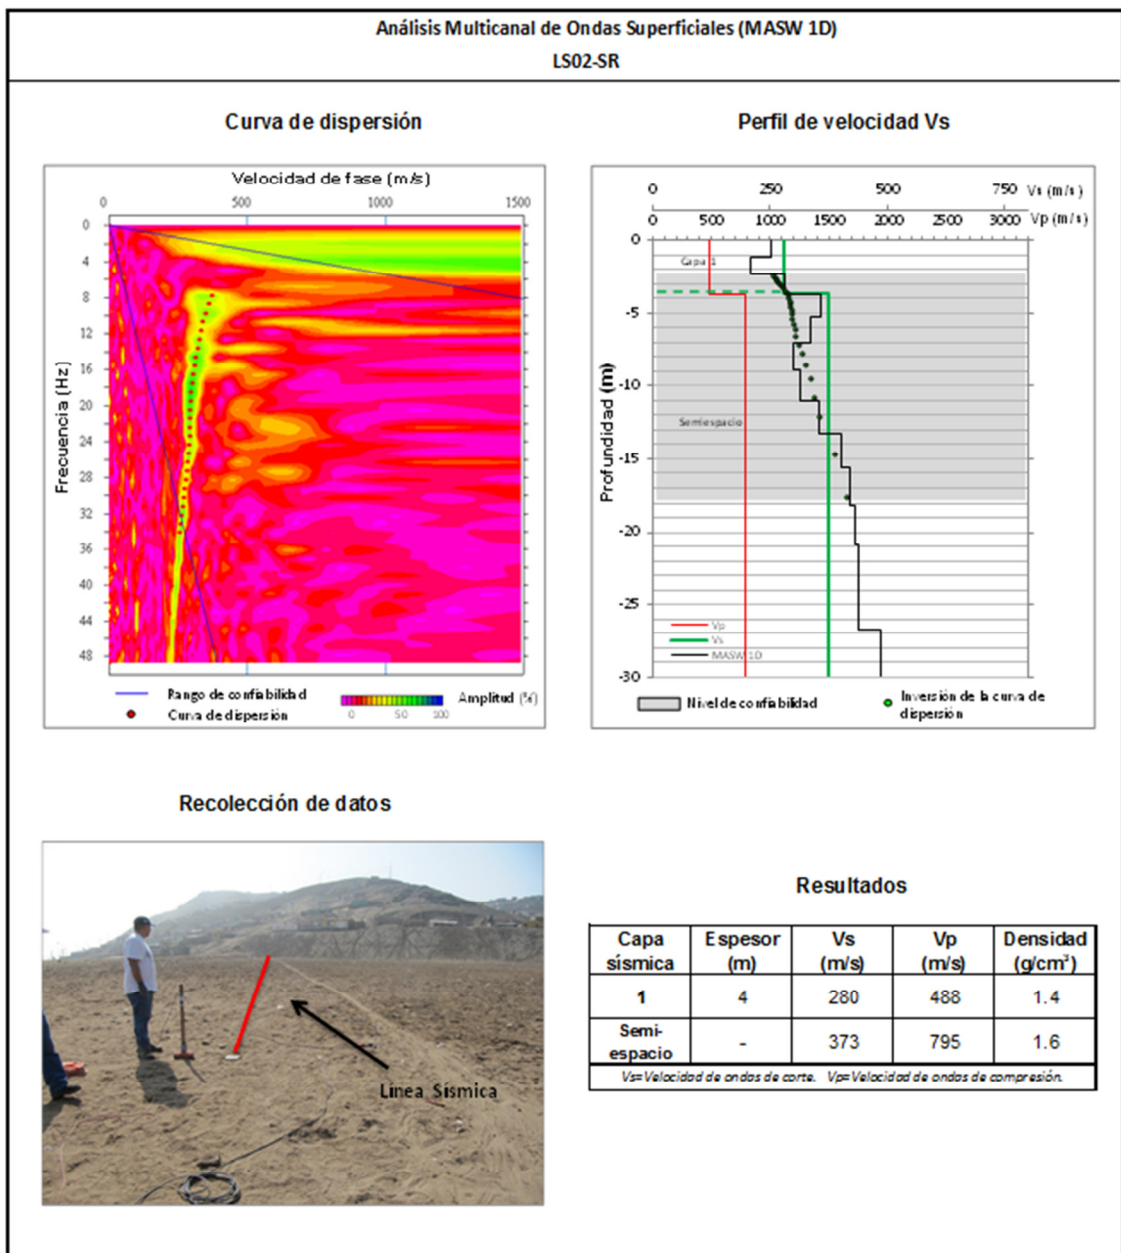 Análisis Multicanal de Ondas Superficiales (MASW 1D)
LS02-SR
Curva de dispersión
Velocidad de fase (m/s)
0 500 1000 1500
Frecuencia (Hz)
0
4
8
12
16
20
24
28
32
36
40
44
48
Rango de confiabilidad
Curva de dispersión
Amplitud (%)
0 50 100
Perfil de velocidad Vs
0 250 500 750 Vs (m/s)
0 500 1000 1500 2000 2500 3000 Vp (m/s)
Profundidad (m)
0
-5
-10
-15
-20
-25
-30
Capa 1
Semiespacio
Vp
Vs
MASW 1D
Nivel de confiabilidad
Inversión de la curva de
dispersión
Recolección de datos
Línea Sísmica
Resultados
Capa sísmica Espesor (m) Vs (m/s) Vp (m/s) Densidad (g/cm³)
1 4 280 488 1.4
Semi-espacio - 373 795 1.6
Vs=Velocidad de ondas de corte. Vp=Velocidad de ondas de compresión.